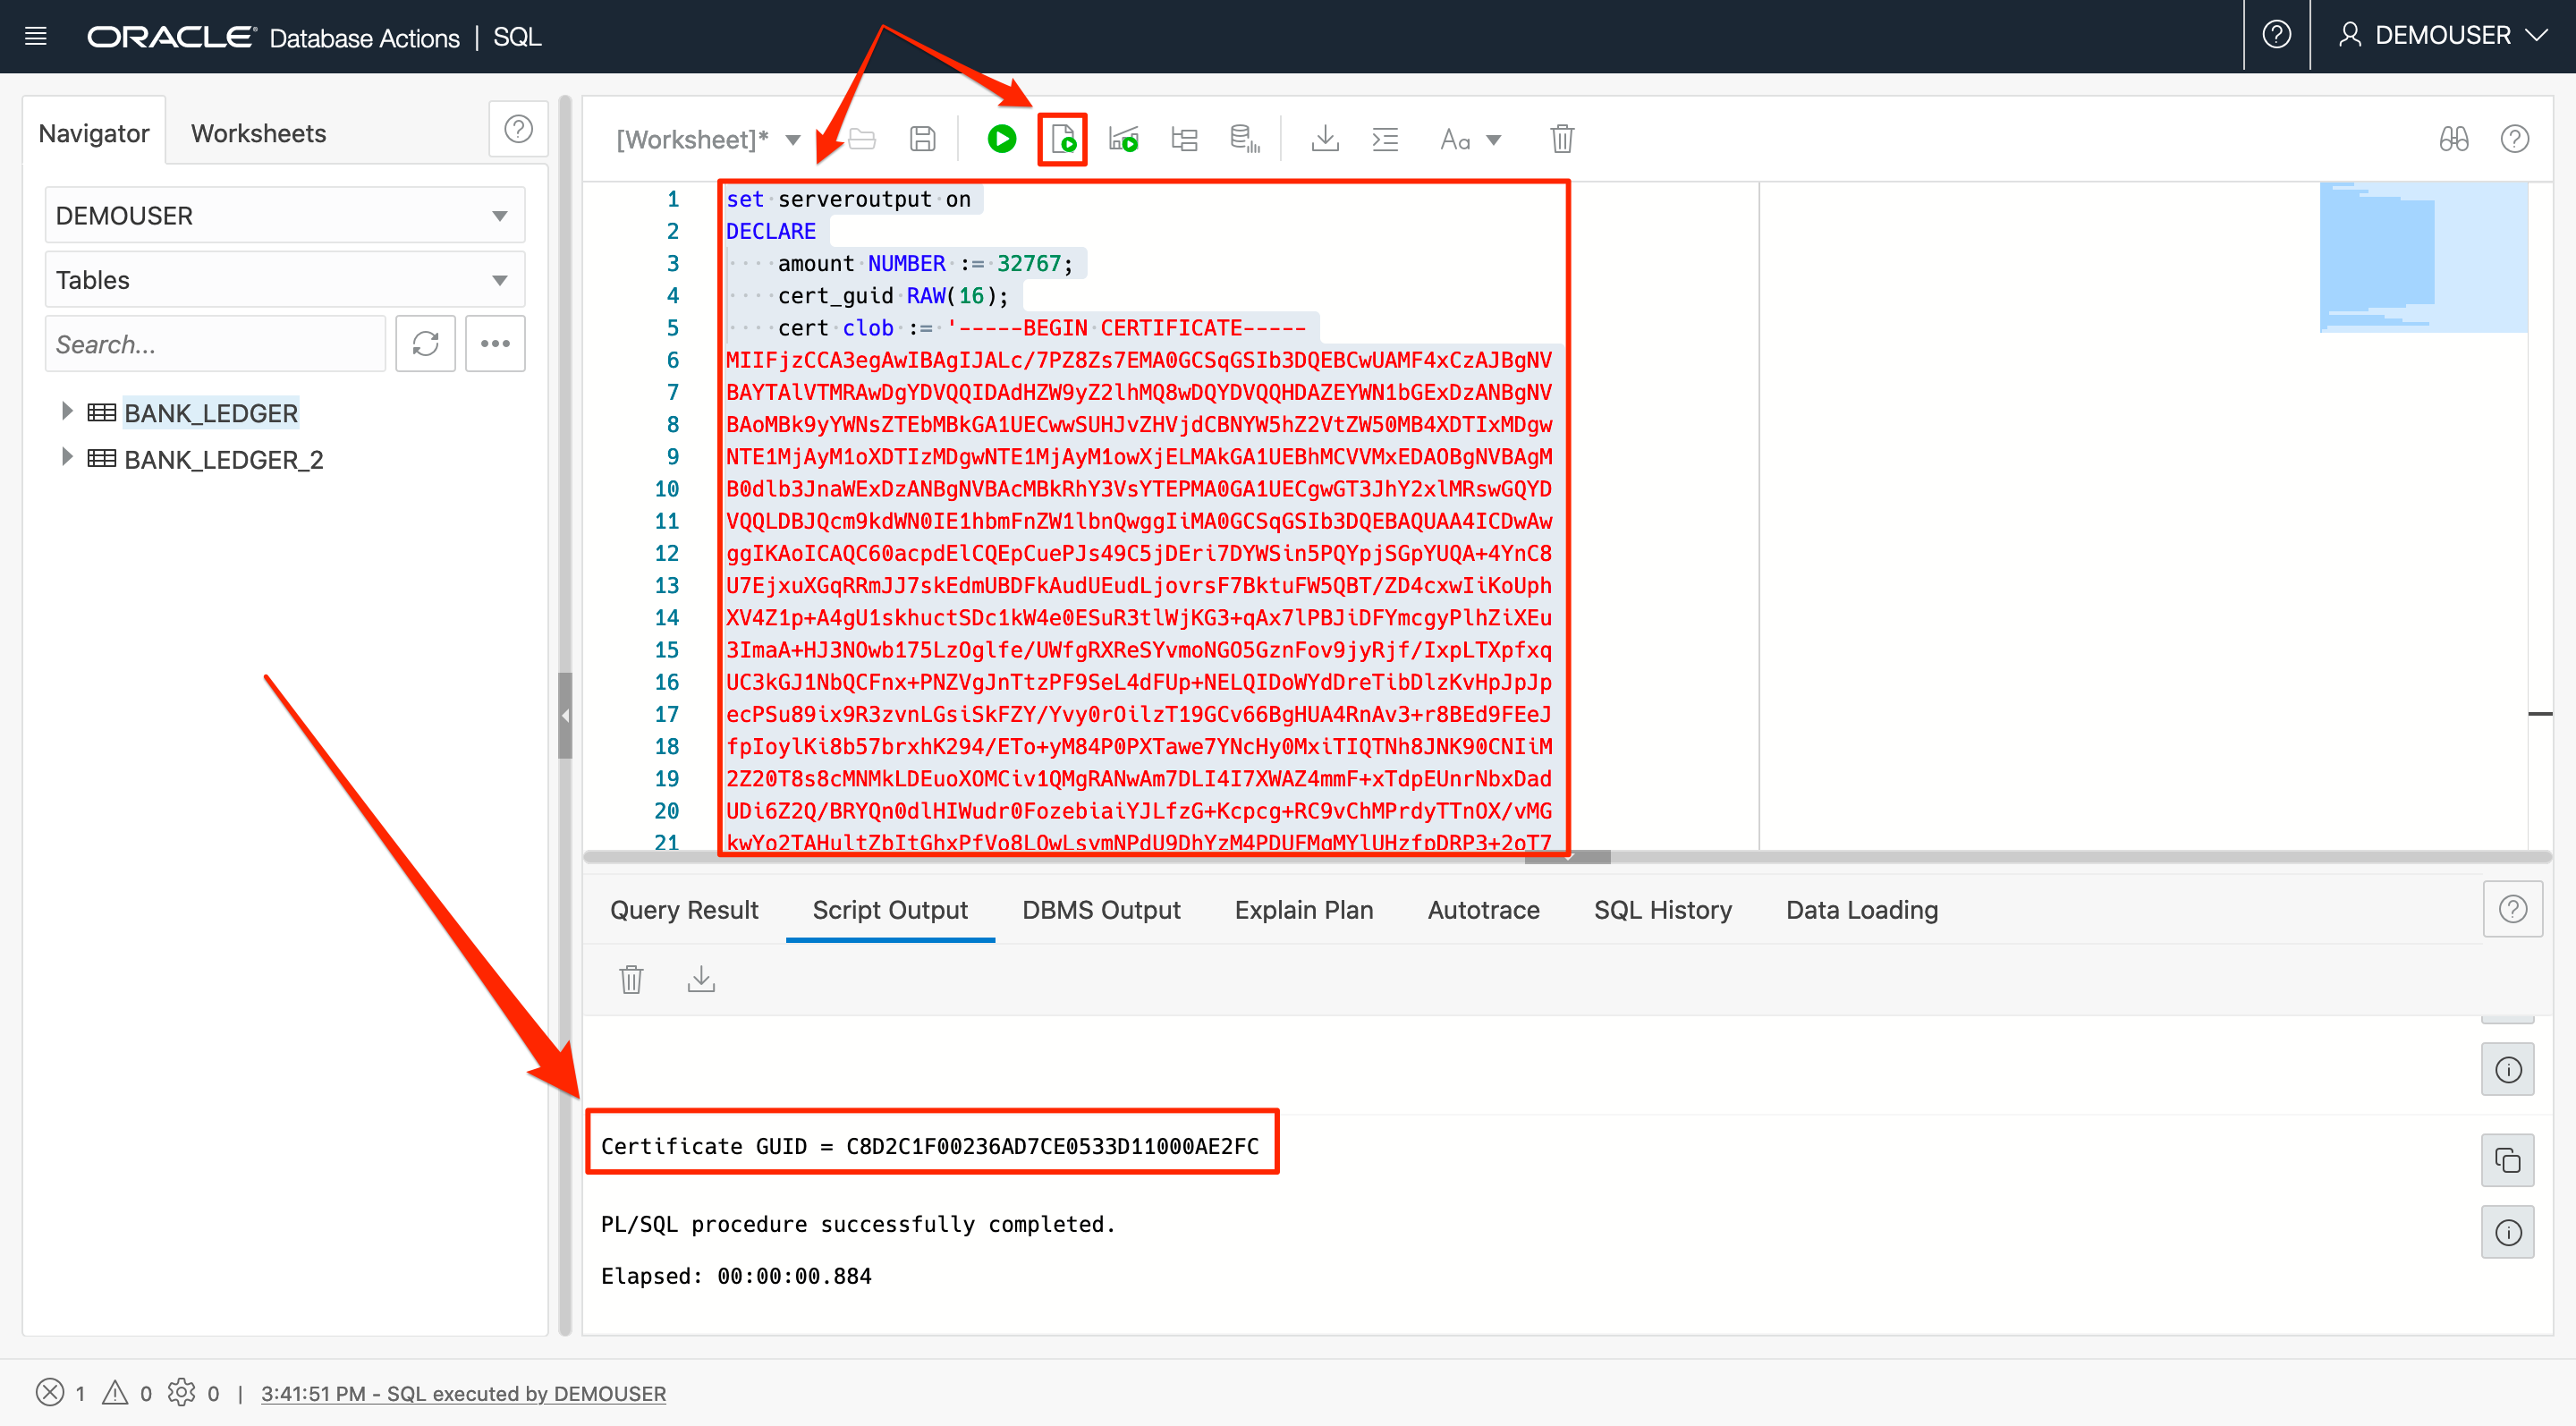 ORACLE Database Actions | SQL
DEMOUSER
Navigator
Worksheets
DEMOUSER
Tables
Search...
BANK_LEDGER
BANK_LEDGER_2
[Worksheet]*
Aa
1 set serveroutput on
2 DECLARE
3 amount NUMBER := 32767;
4 cert_guid RAW(16);
5 cert clob := '-----BEGIN CERTIFICATE-----
6 MIIFjzCCA3egAwIBAgIJALc/7PZ8Zs7EMA0GCSqGSIb3DQEBCwUAMF4xCzAJBgNV
7 BAYTAlVTMRAwDgYDVQQIDAdHZW9yZ2lhMQ8wDQYDVQQHDAZEYWN1bGExDzANBgNV
8 BAoMBk9yYWNsZTEbMBkGA1UECwwSUHJvZHVjdCBNYW5hZ2VtZW50MB4XDTIxMDgw
9 NTE1MjAyM1oXDTIzMDgwNTE1MjAyM1owXjELMAkGA1UEBhMCVVMxEDAOBgNVBAgM
10 B0dlb3JnaWExDzANBgNVBAcMBkRhY3VsYTEPMA0GA1UECgwGT3JhY2xlMRswGQYD
11 VQQLDBJQcm9kdWN0IE1hbmFnZW1lbnQwggIiMA0GCSqGSIb3DQEBAQUAA4ICDwAw
12 ggIKAoICAQC60acpdElCQEpCuePJs49C5jDEri7DYWSin5PQYpjSGpYUQA+4YnC8
13 U7EjxuXGqRRmJJ7skEdmUBDFkAudUEudLjovrsF7BktuFW5QBT/ZD4cxwIiKoUph
14 XV4Z1p+A4gU1skhuctSDc1kW4e0ESuR3tlWjKG3+qAx7lPBJiDFYmcgyPlhZiXEu
15 3ImaA+HJ3NOwb175LzOglfe/UWfgRXReSYvmoNGO5GznFov9jyRjf/IxpLTXpfxq
16 UC3kGJ1NbQCFnx+PNZVgJnTtzPF9SeL4dFUp+NELQIDoWYdDreTibDlzKvHpJpJp
17 ecPSu89ix9R3zvnLGsiSkFZY/Yvy0rOilzT19GCv66BgHUA4RnAv3+r8BEd9FEeJ
18 fpIoylKi8b57brxhK294/ETo+yM84P0PXTawe7YNcHy0MxiTIQTNh8JNK90CNIiM
19 2Z20T8s8cMNMkLDEuoXOMCiv1QMgRANwAm7DLI4I7XWAZ4mmF+xTdpEUnrNbxDad
20 UDi6Z2Q/BRYQn0dlHIWudr0FozebiaiYJLfzG+Kcpcg+RC9vChMPrdyTTnOX/vMG
21 kwYo2TAHultZbItGhxPfVo8LQwLsymNPdU9DhYzM4PDUFMgMYlUHzfpDRP3+2oT7
Query Result
Script Output
DBMS Output
Explain Plan
Autotrace
SQL History
Data Loading
Certificate GUID = C8D2C1F00236AD7CE0533D11000AE2FC
PL/SQL procedure successfully completed.
Elapsed: 00:00:00.884
1 0 0 | 3:41:51 PM - SQL executed by DEMOUSER